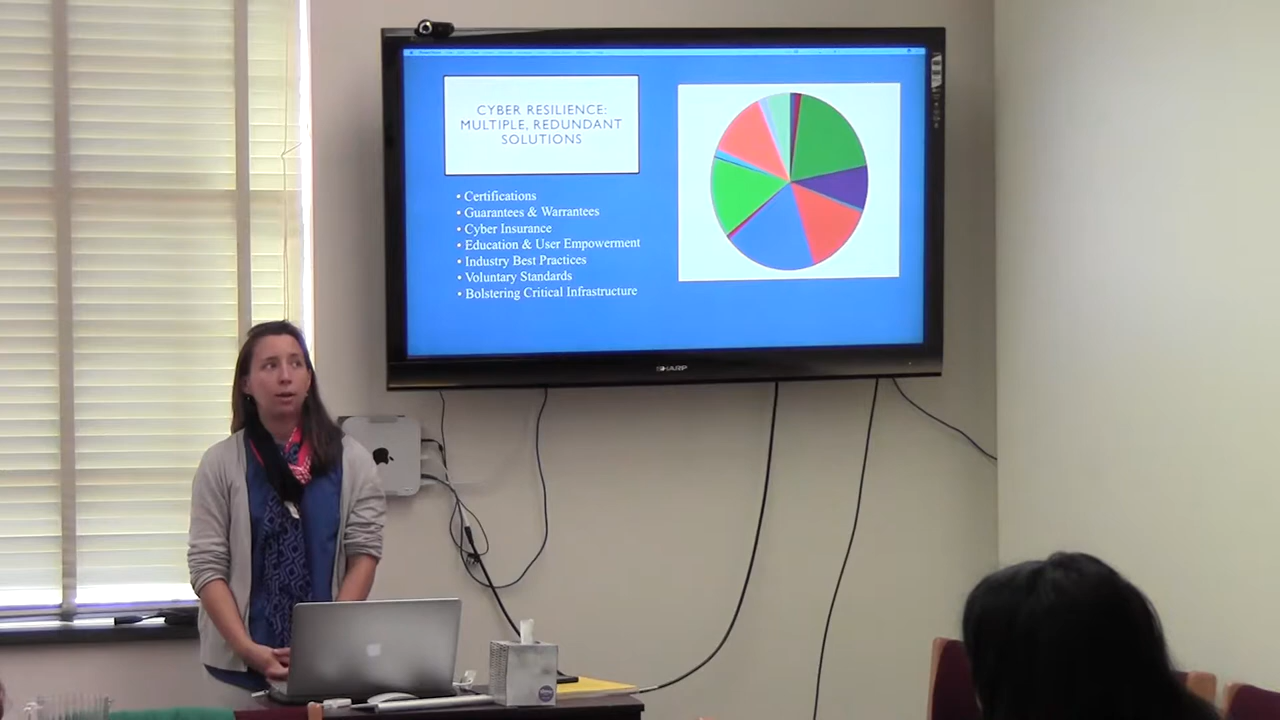 CYBER RESILIENCE:
MULTIPLE, REDUNDANT
SOLUTIONS
• Certifications
• Guarantees & Warrantees
• Cyber Insurance
• Education & User Empowerment
• Industry Best Practices
• Voluntary Standards
• Bolstering Critical Infrastructure
SHARP